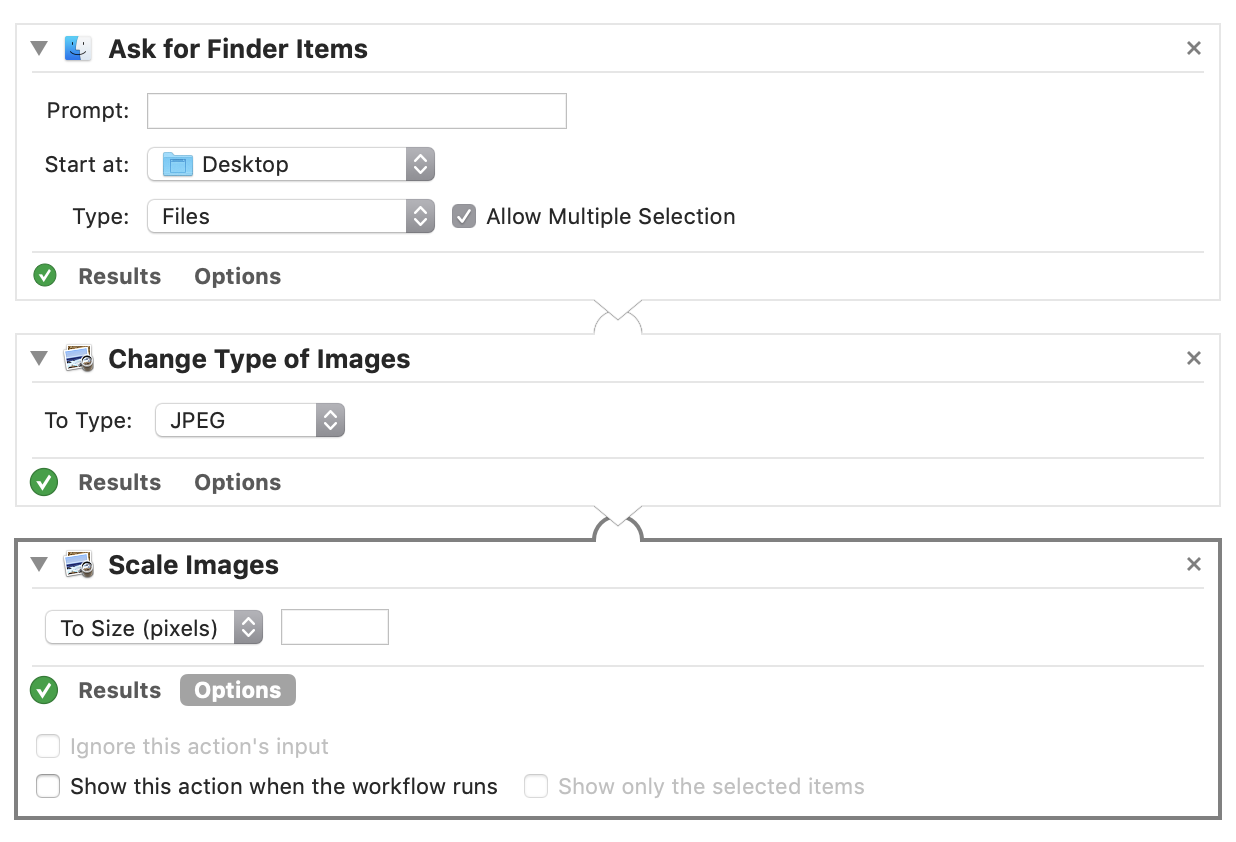 Ask for Finder Items
Prompt:
Start at: Desktop
Type: Files Allow Multiple Selection
Results Options
Change Type of Images
To Type: JPEG
Results Options
Scale Images
To Size (pixels)
Results Options
Ignore this action's input
Show this action when the workflow runs Show only the selected items